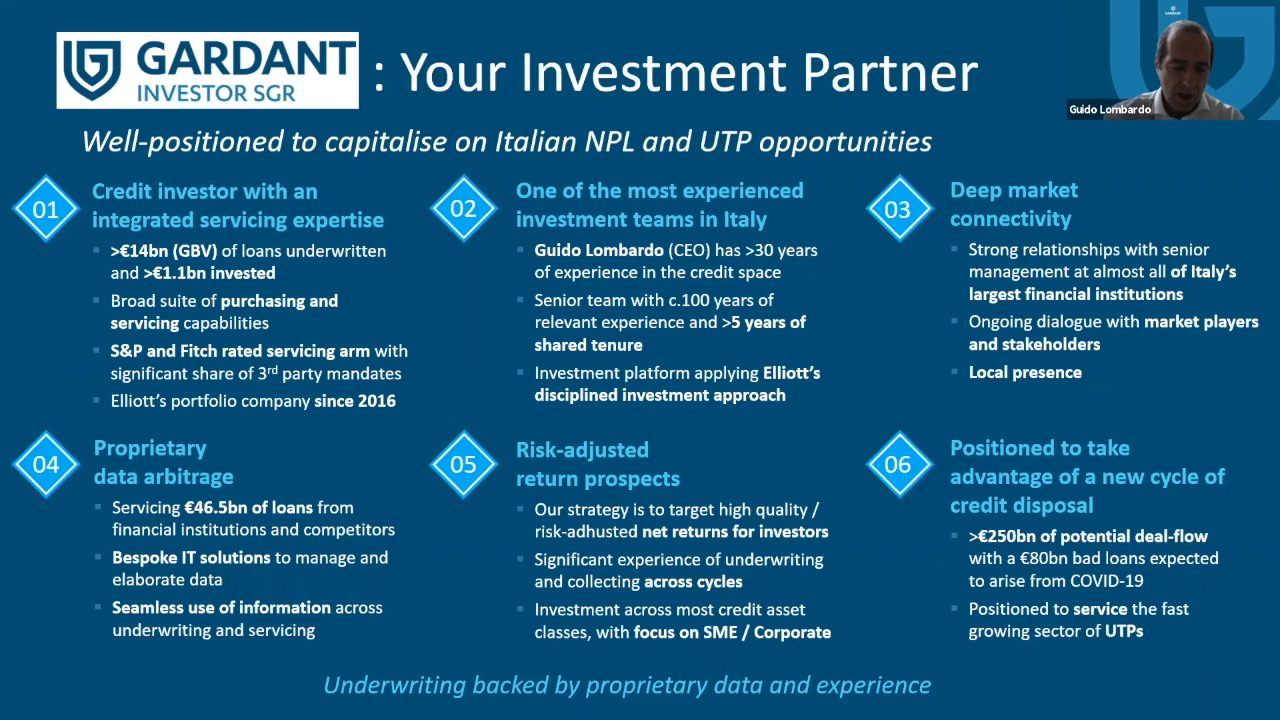 GARDANT
INVESTOR SGR
: Your Investment Partner
GARDANT
Guido Lombardo
Well-positioned to capitalise on Italian NPL and UTP opportunities
01
Credit investor with an
integrated servicing expertise
>€14bn (GBV) of loans underwritten
and >€1.1bn invested
Broad suite of purchasing and
servicing capabilities
S&P and Fitch rated servicing arm with
significant share of 3rd party mandates
Elliott’s portfolio company since 2016
02
One of the most experienced
investment teams in Italy
Guido Lombardo (CEO) has >30 years
of experience in the credit space
Senior team with c.100 years of
relevant experience and >5 years of
shared tenure
Investment platform applying Elliott’s
disciplined investment approach
03
Deep market
connectivity
Strong relationships with senior
management at almost all of Italy’s
largest financial institutions
Ongoing dialogue with market players
and stakeholders
Local presence
04
Proprietary
data arbitrage
Servicing €46.5bn of loans from
financial institutions and competitors
Bespoke IT solutions to manage and
elaborate data
Seamless use of information across
underwriting and servicing
05
Risk-adjusted
return prospects
Our strategy is to target high quality /
risk-adhusted net returns for investors
Significant experience of underwriting
and collecting across cycles
Investment across most credit asset
classes, with focus on SME / Corporate
06
Positioned to take
advantage of a new cycle of
credit disposal
>€250bn of potential deal-flow
with a €80bn bad loans expected
to arise from COVID-19
Positioned to service the fast
growing sector of UTPs
Underwriting backed by proprietary data and experience